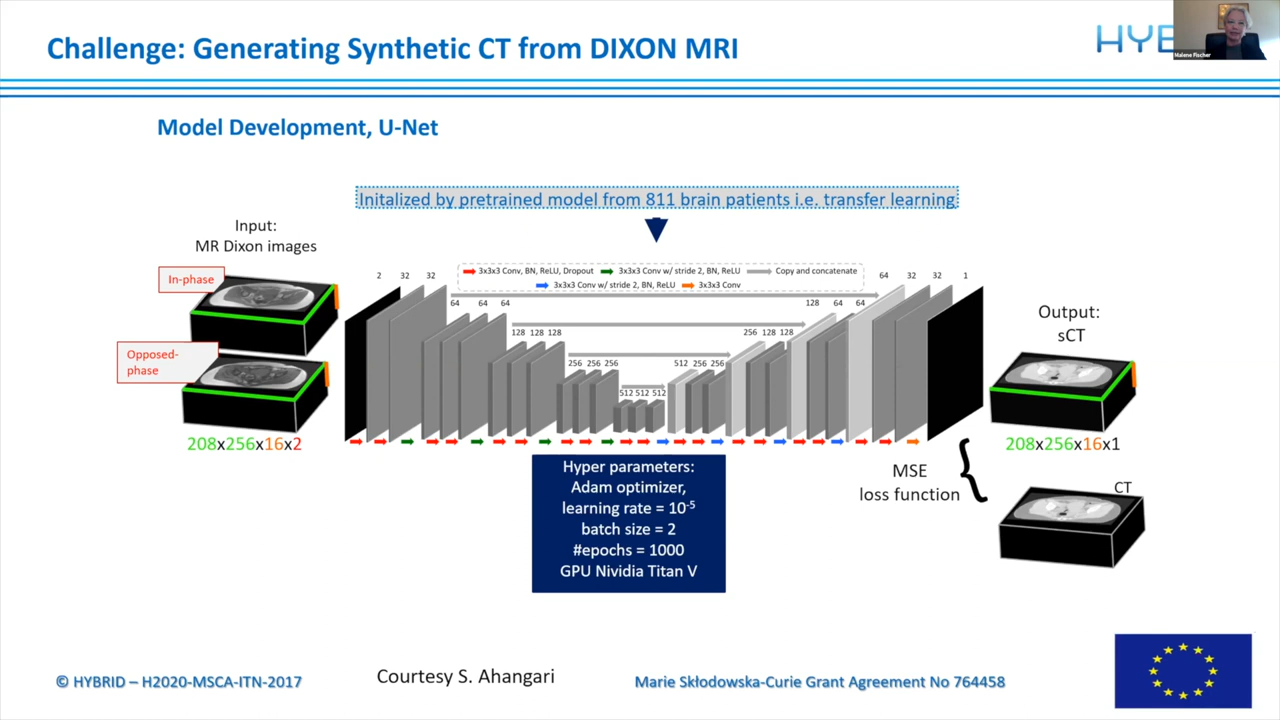 Challenge: Generating Synthetic CT from DIXON MRI
HYB
Malene Fischer
Model Development, U-Net
Initalized by pretrained model from 811 brain patients i.e. transfer learning
Input:
MR Dixon images
In-phase
Opposed-
phase
208x256x16x2
3x3x3 Conv, BN, ReLU, Dropout
3x3x3 Conv w/ stride 2, BN, ReLU
Copy and concatenate
3x3x3 Conv w/ stride 2, BN, ReLU
3x3x3 Conv
2 32 32
64 32 32 1
64 64 64
128 64 64
128 128 128
256 128 128
256 256 256
512 256 256
512 512 512
Output:
sCT
208x256x16x1
MSE
loss function
{
CT
Hyper parameters:
Adam optimizer,
learning rate = 10-5
batch size = 2
#epochs = 1000
GPU Nividia Titan V
Courtesy S. Ahangari
© HYBRID – H2020-MSCA-ITN-2017
Marie Skłodowska-Curie Grant Agreement No 764458